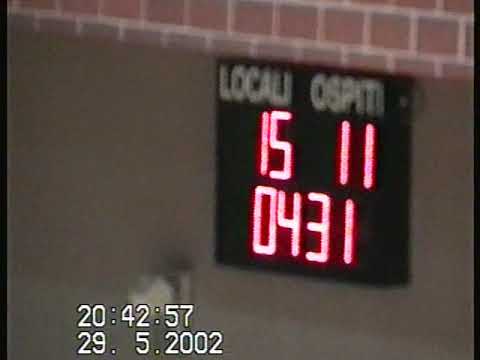 LOCALI OSPITI
15 11
0431
20:42:57
29. 5.2002